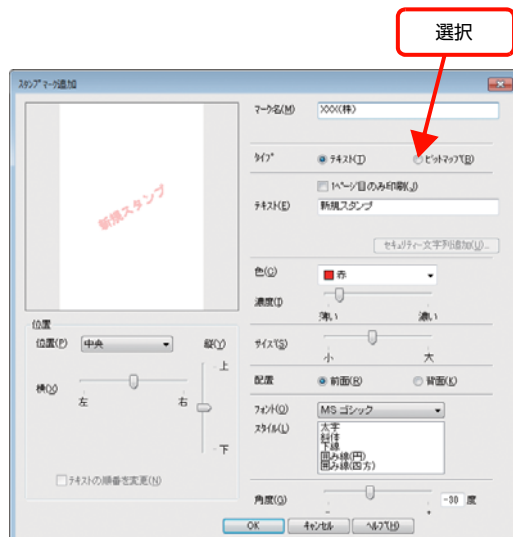 選択
スタンプマーク追加
マーク名(M) XXX(株)
タイプ テキスト(T) ビットマップ(B)
1ページ目のみ印刷(J)
テキスト(E) 新規スタンプ
セキュリティー文字列追加(U)...
新規スタンプ
色(C) 赤
濃度(I)
薄い 濃い
位置
位置(P) 中央 縦(Y)
サイズ(S)
小 大
上
横(X)
左 右
配置 前面(R) 背面(K)
フォント(O) MS ゴシック
スタイル(L) 太字
斜体
下線
囲み線(円)
囲み線(四方)
下
テキストの順番を変更(N)
角度(G) -30 度
- +
OK キャンセル ヘルプ(H)